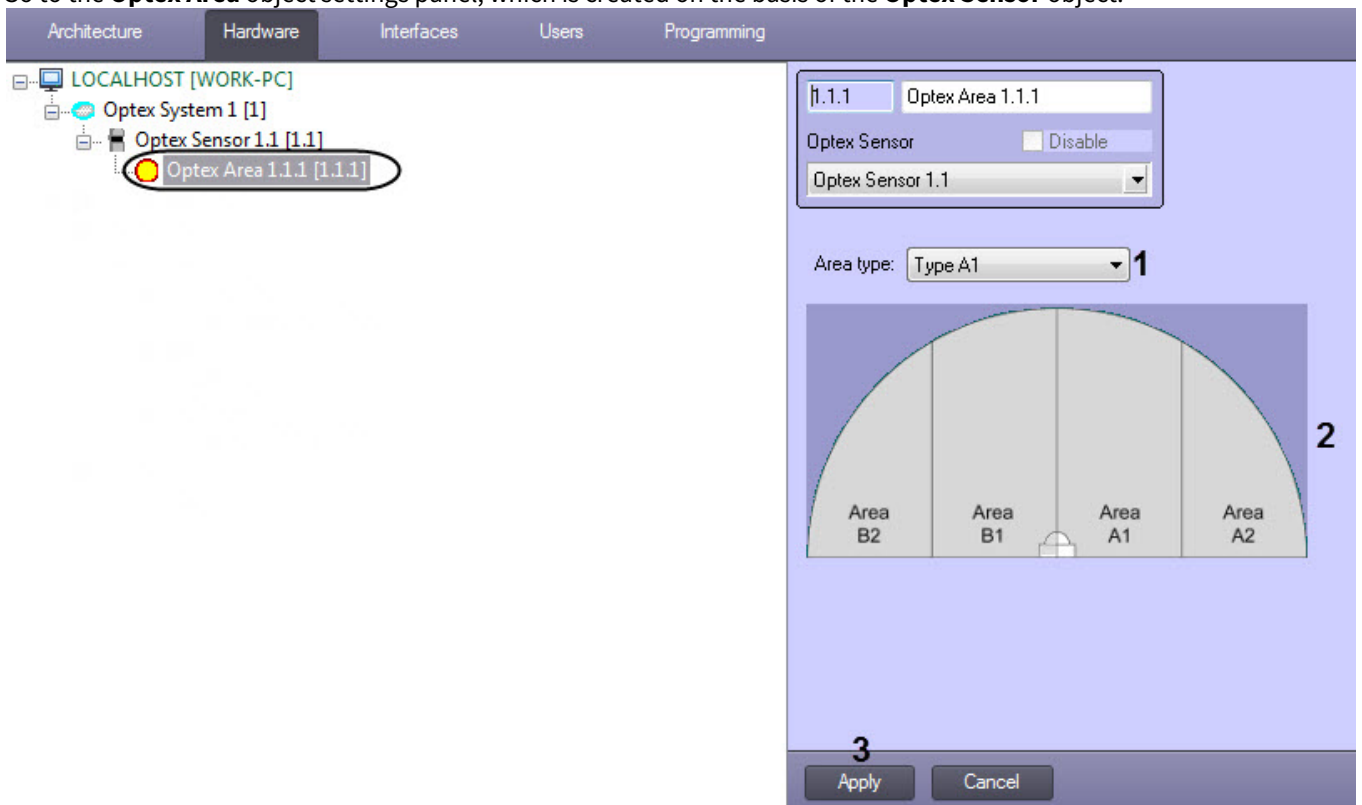 Go to the Optex Area object settings panel, which is created on the basis of the Optex Sensor object.
Architecture Hardware Interfaces Users Programming
LOCALHOST [WORK-PC]
Optex System 1 [1]
Optex Sensor 1.1 [1.1]
Optex Area 1.1.1 [1.1.1]
1.1.1 Optex Area 1.1.1
Optex Sensor Disable
Optex Sensor 1.1
Area type: Type A1 1
2
Area Area Area Area
B2 B1 A1 A2
3
Apply Cancel